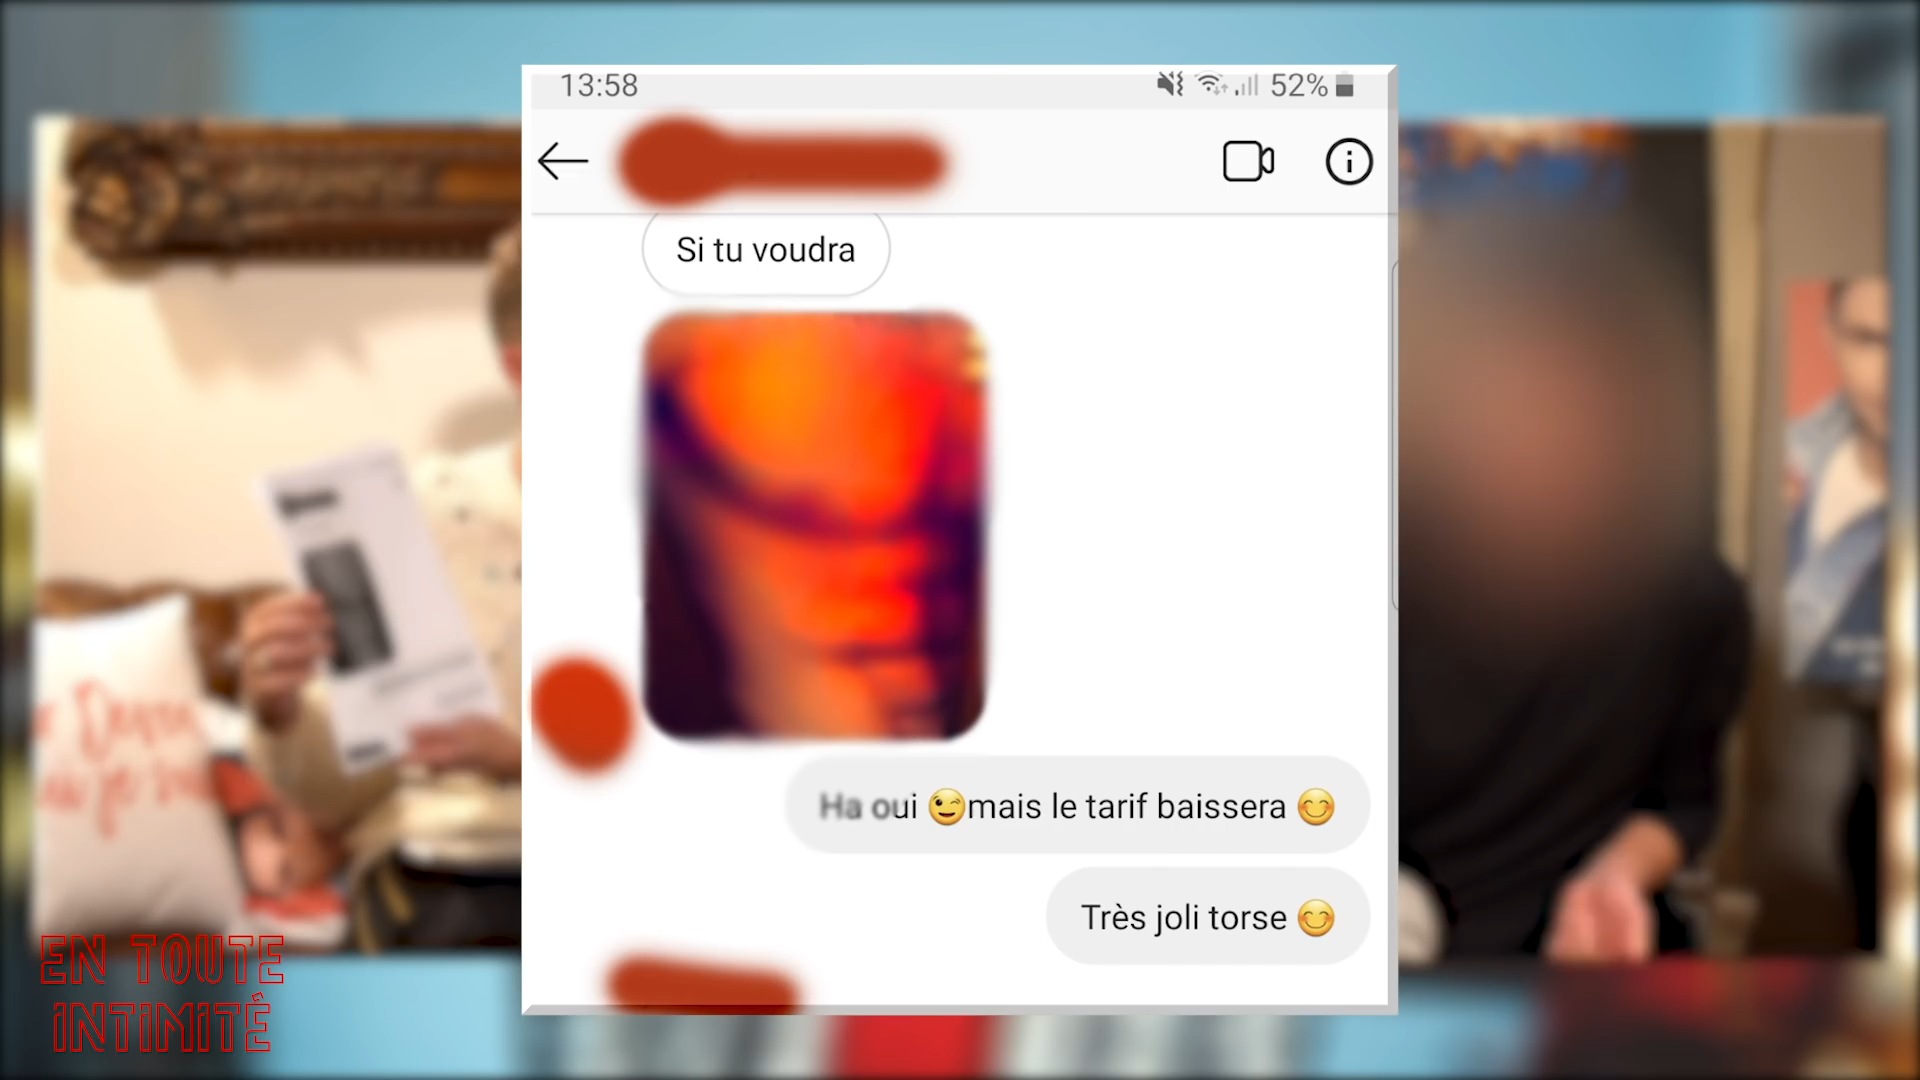 13:58
52%
Si tu voudra
Ha oui 😉mais le tarif baissera 😊
Très joli torse 😊
EN TOUTE
INTIMITÉ